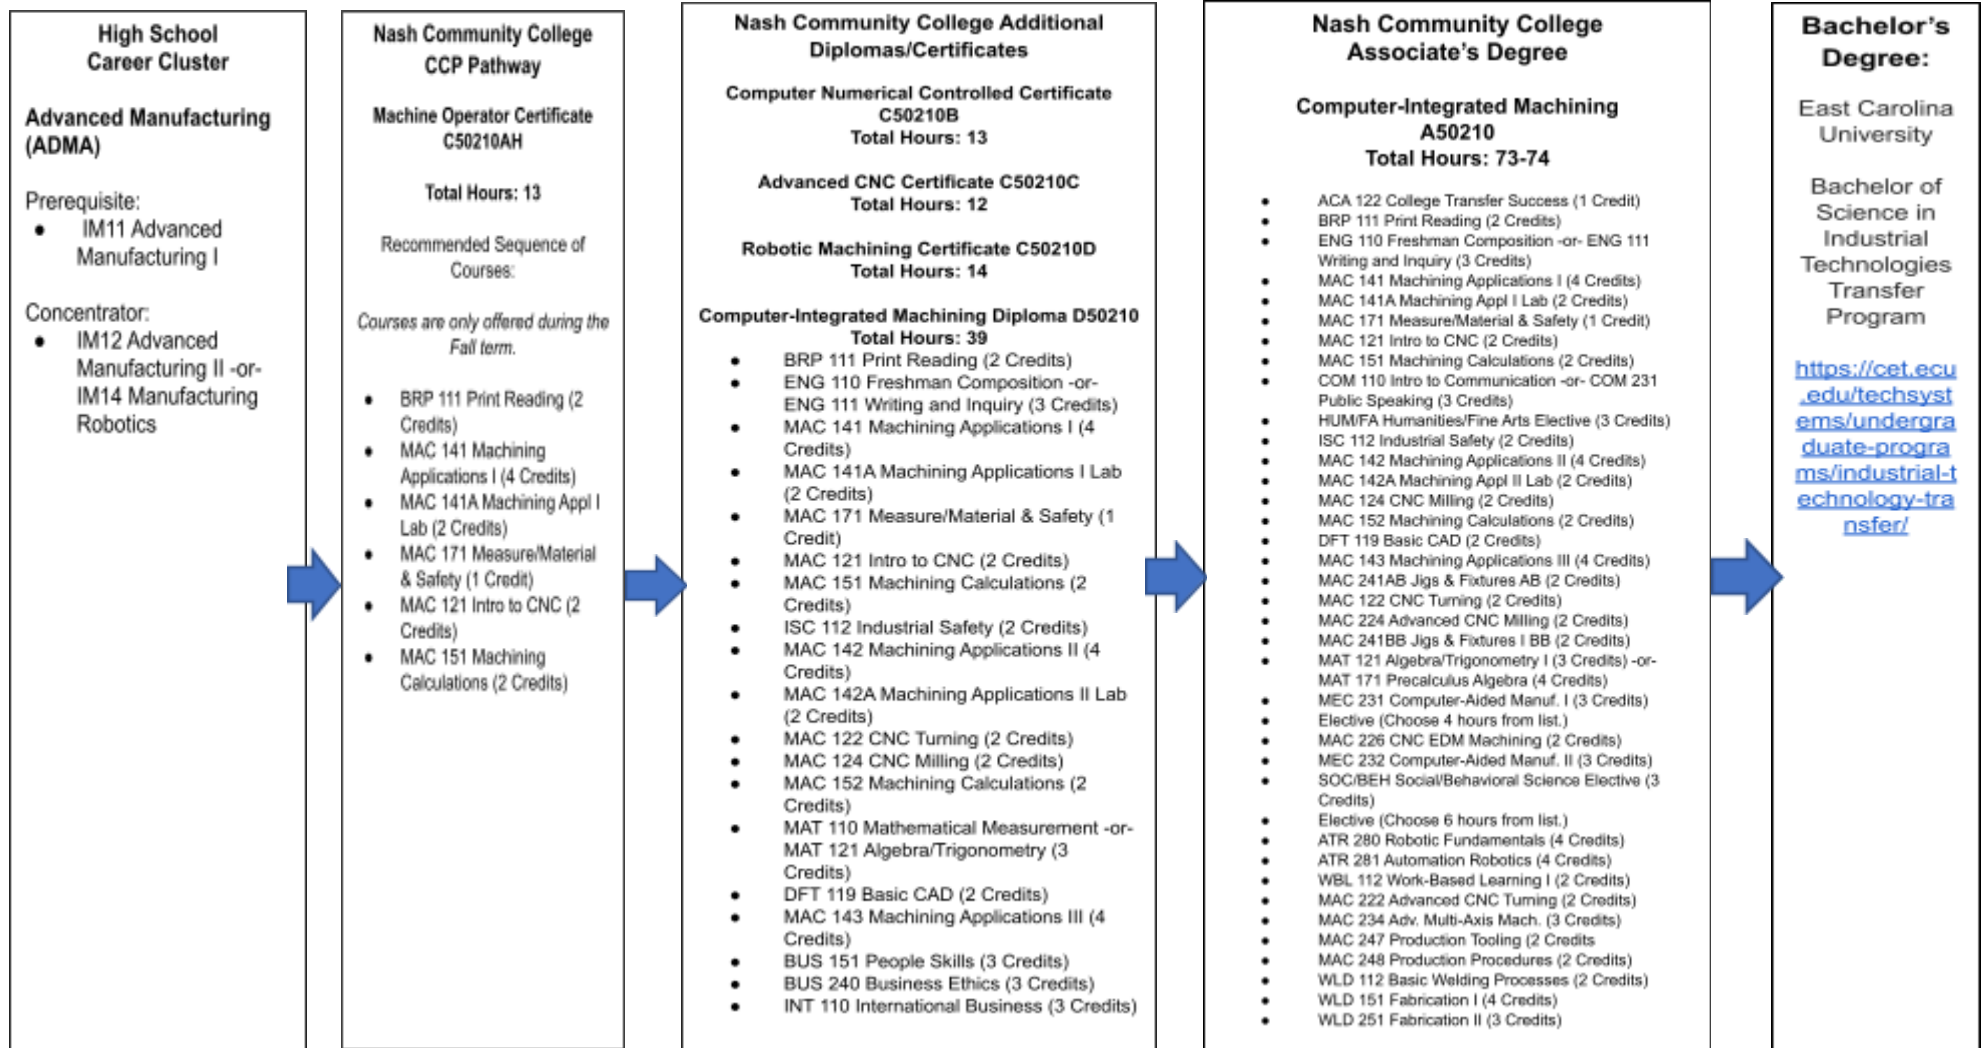 High School
Career Cluster
Advanced Manufacturing
(ADMA)
Prerequisite:
● IM11 Advanced
Manufacturing I
Concentrator:
● IM12 Advanced
Manufacturing II -or-
IM14 Manufacturing
Robotics
Nash Community College
CCP Pathway
Machine Operator Certificate
C50210AH
Total Hours: 13
Recommended Sequence of
Courses:
Courses are only offered during the
Fall term.
● BRP 111 Print Reading (2
Credits)
● MAC 141 Machining
Applications I (4 Credits)
● MAC 141A Machining Appl I
Lab (2 Credits)
● MAC 171 Measure/Material
& Safety (1 Credit)
● MAC 121 Intro to CNC (2
Credits)
● MAC 151 Machining
Calculations (2 Credits)
Nash Community College Additional
Diplomas/Certificates
Computer Numerical Controlled Certificate
C50210B
Total Hours: 13
Advanced CNC Certificate C50210C
Total Hours: 12
Robotic Machining Certificate C50210D
Total Hours: 14
Computer-Integrated Machining Diploma D50210
Total Hours: 39
● BRP 111 Print Reading (2 Credits)
● ENG 110 Freshman Composition -or-
ENG 111 Writing and Inquiry (3 Credits)
● MAC 141 Machining Applications I (4
Credits)
● MAC 141A Machining Applications I Lab
(2 Credits)
● MAC 171 Measure/Material & Safety (1
Credit)
● MAC 121 Intro to CNC (2 Credits)
● MAC 151 Machining Calculations (2
Credits)
● ISC 112 Industrial Safety (2 Credits)
● MAC 142 Machining Applications II (4
Credits)
● MAC 142A Machining Applications II Lab
(2 Credits)
● MAC 122 CNC Turning (2 Credits)
● MAC 124 CNC Milling (2 Credits)
● MAC 152 Machining Calculations (2
Credits)
● MAT 110 Mathematical Measurement -or-
MAT 121 Algebra/Trigonometry (3
Credits)
● DFT 119 Basic CAD (2 Credits)
● MAC 143 Machining Applications III (4
Credits)
● BUS 151 People Skills (3 Credits)
● BUS 240 Business Ethics (3 Credits)
● INT 110 International Business (3 Credits)
Nash Community College
Associate's Degree
Computer-Integrated Machining
A50210
Total Hours: 73-74
● ACA 122 College Transfer Success (1 Credit)
● BRP 111 Print Reading (2 Credits)
● ENG 110 Freshman Composition -or- ENG 111
Writing and Inquiry (3 Credits)
● MAC 141 Machining Applications I (4 Credits)
● MAC 141A Machining Appl I Lab (2 Credits)
● MAC 171 Measure/Material & Safety (1 Credit)
● MAC 121 Intro to CNC (2 Credits)
● MAC 151 Machining Calculations (2 Credits)
● COM 110 Intro to Communication -or- COM 231
Public Speaking (3 Credits)
● HUM/FA Humanities/Fine Arts Elective (3 Credits)
● ISC 112 Industrial Safety (2 Credits)
● MAC 142 Machining Applications II (4 Credits)
● MAC 142A Machining Appl II Lab (2 Credits)
● MAC 124 CNC Milling (2 Credits)
● MAC 152 Machining Calculations (2 Credits)
● DFT 119 Basic CAD (2 Credits)
● MAC 143 Machining Applications III (4 Credits)
● MAC 241AB Jigs & Fixtures AB (2 Credits)
● MAC 122 CNC Turning (2 Credits)
● MAC 224 Advanced CNC Milling (2 Credits)
● MAC 241BB Jigs & Fixtures I BB (2 Credits)
● MAT 121 Algebra/Trigonometry I (3 Credits) -or-
MAT 171 Precalculus Algebra (4 Credits)
● MEC 231 Computer-Aided Manuf. I (3 Credits)
● Elective (Choose 4 hours from list.)
● MAC 226 CNC EDM Machining (2 Credits)
● MEC 232 Computer-Aided Manuf. II (3 Credits)
● SOC/BEH Social/Behavioral Science Elective (3
Credits)
● Elective (Choose 6 hours from list.)
● ATR 280 Robotic Fundamentals (4 Credits)
● ATR 281 Automation Robotics (4 Credits)
● WBL 112 Work-Based Learning I (2 Credits)
● MAC 222 Advanced CNC Turning (2 Credits)
● MAC 234 Adv. Multi-Axis Mach. (3 Credits)
● MAC 247 Production Tooling (2 Credits
● MAC 248 Production Procedures (2 Credits)
● WLD 112 Basic Welding Processes (2 Credits)
● WLD 151 Fabrication I (4 Credits)
● WLD 251 Fabrication II (3 Credits)
Bachelor's
Degree:
East Carolina
University
Bachelor of
Science in
Industrial
Technologies
Transfer
Program
https://cet.ecu
.edu/techsyst
ems/undergra
duate-progra
ms/industrial-t
echnology-tra
nsfer/